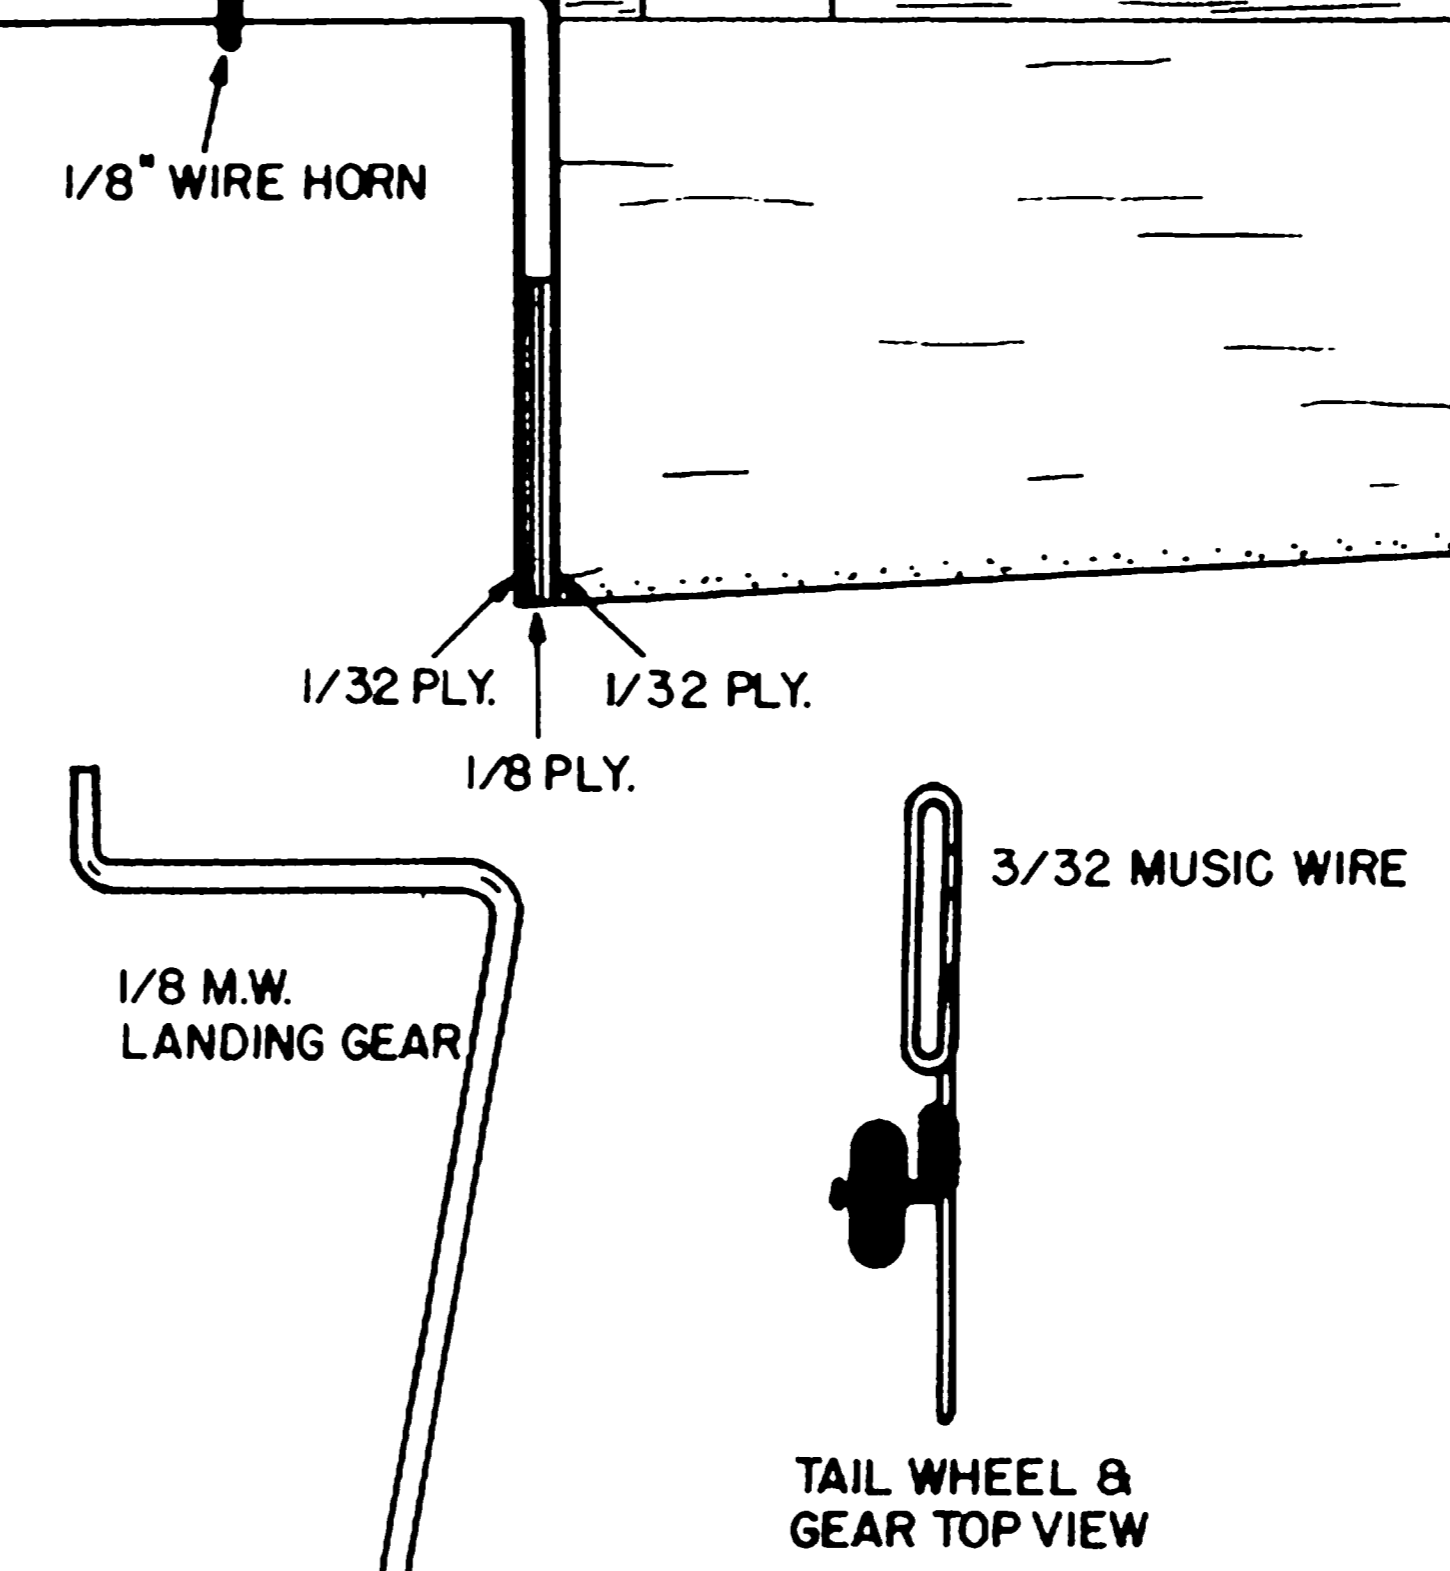 1/8" WIRE HORN
1/32 PLY.
1/32 PLY.
1/8 PLY.
3/32 MUSIC WIRE
1/8 M.W.
LANDING GEAR
TAIL WHEEL &
GEAR TOP VIEW